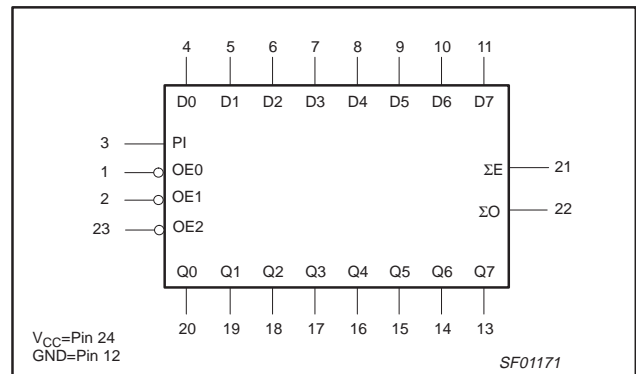 4 5 6 7 8 9 10 11
D0 D1 D2 D3 D4 D5 D6 D7
3 PI
1 OE0
ΣE 21
2 OE1
ΣO 22
23 OE2
Q0 Q1 Q2 Q3 Q4 Q5 Q6 Q7
20 19 18 17 16 15 14 13
VCC=Pin 24
GND=Pin 12
SF01171